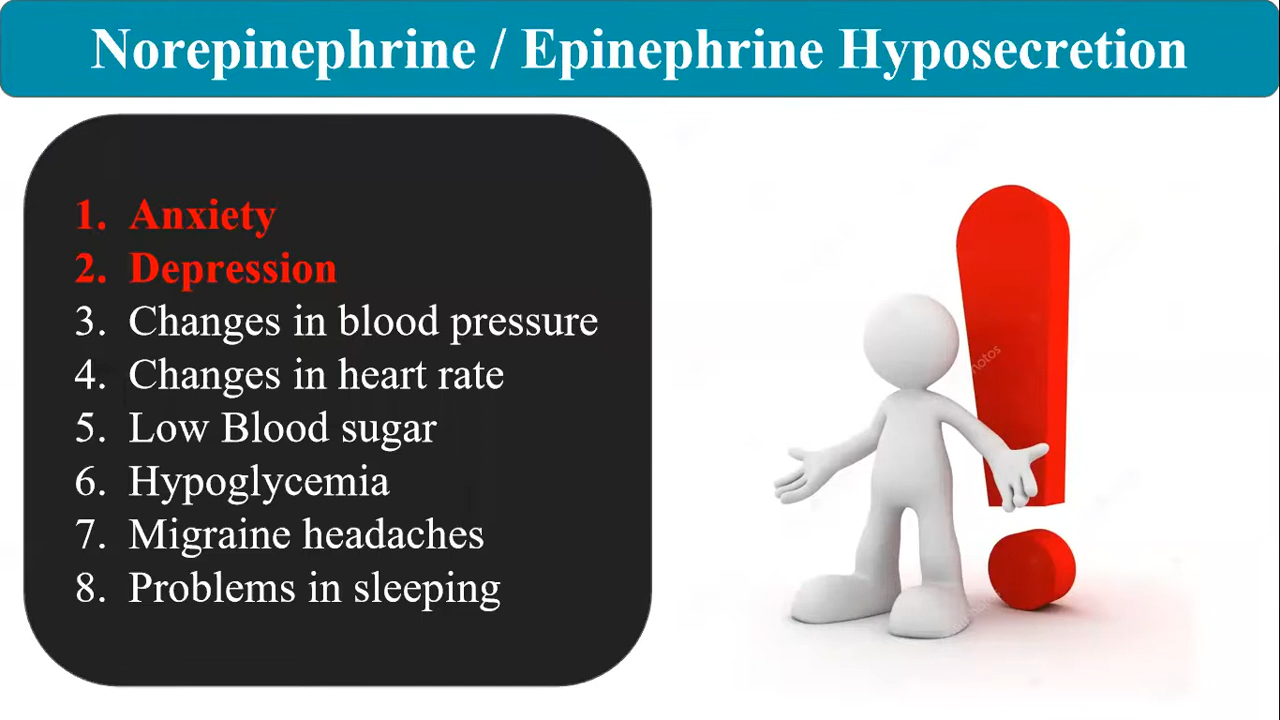 Norepinephrine / Epinephrine Hyposecretion
1. Anxiety
2. Depression
3. Changes in blood pressure
4. Changes in heart rate
5. Low Blood sugar
6. Hypoglycemia
7. Migraine headaches
8. Problems in sleeping